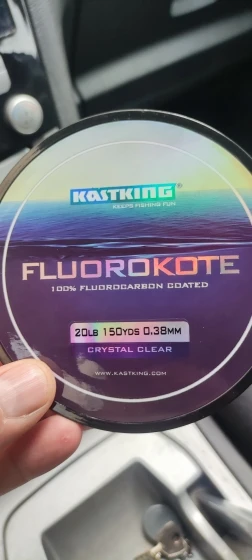 KASTKING®
KEEPS FISHING FUN
FLUOROKOTE
100% FLUOROCARBON COATED
20LB 150YDS 0.38MM
CRYSTAL CLEAR
WWW.KASTKING.COM